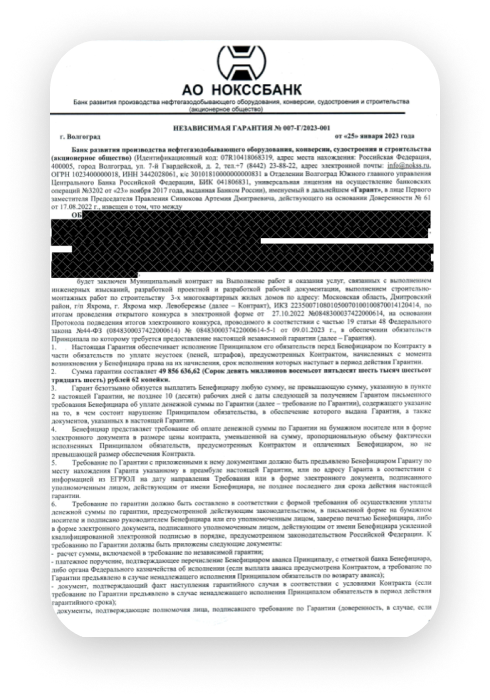 АО НОКССБАНК
Банк развития производства нефтегазодобывающего оборудования, конверсии, судостроения и строительства
(акционерное общество)
НЕЗАВИСИМАЯ ГАРАНТИЯ № 007-Г/2023-001
г. Волгоград от «25» января 2023 года
Банк развития производства нефтегазодобывающего оборудования, конверсии, судостроения и строительства
(акционерное общество) (Идентификационный код: 07R10418068319, адрес места нахождения: Российская Федерация,
400005, город Волгоград, ул. 7-й Гвардейской, д. 2, тел.+7 (8442) 23-88-22, адрес электронной почты: info@nokss.ru,
ОГРН 1023400000018, ИНН 3442028061, к/с 30101810000000000831 в Отделении Волгоград Южного главного управления
Центрального Банка Российской Федерации, БИК 041806831, универсальная лицензия на осуществление банковских
операций №3202 от «23» ноября 2017 года, выданная Банком России), именуемый в дальнейшем «Гарант», в лице Первого
заместителя Председателя Правления Синюкова Артема Дмитриевича, действующего на основании Доверенности № 61
от 17.08.2022 г., извещен о том, что между
ОБ
будет заключен Муниципальный контракт на Выполнение работ и оказания услуг, связанных с выполнением
инженерных изысканий, разработкой проектной и разработкой рабочей документации, выполнением строительно-
монтажных работ по строительству 3-х многоквартирных жилых домов по адресу: Московская область, Дмитровский
район, г/п Яхрома, г. Яхрома мкр. Левобережье (далее – Контракт), ИКЗ
итогам проведения открытого конкурса в электронной форме от 27.10.2022 №0848300037422000614, на основании
Протокола подведения итогов электронного конкурса, проводимого в соответствии с частью 19 статьи 48 Федерального
Закона №44-ФЗ (0848300037422000614) № 0848300037422000614-5-1 от 09.01.2023 г., в обеспечении обязательств
Принципала по которому требуется предоставление настоящей независимой гарантии (далее – Гарантия).
1. Настоящая Гарантия обеспечивает исполнение Принципалом его обязательств перед Бенефициаром по Контракту в
части обязательств по уплате неустоек (пеней, штрафов), предусмотренных Контрактом, начисленных с момента
возникновения у Бенефициара права на их начисления, срок исполнения которых наступает в период действия Гарантии.
2. Сумма гарантии составляет 49 856 636,62 (Сорок девять миллионов восемьсот пятьдесят шесть тысяч шестьсот
тридцать шесть) рублей 62 копейки.
3. Гарант безотзывно обязуется выплатить Бенефициару любую сумму, не превышающую сумму, указанную в пункте
2 настоящей Гарантии, не позднее 10 (десяти) рабочих дней с даты следующей за получением Гарантом письменного
требования Бенефициара об уплате денежной суммы по Гарантии (далее – требование по Гарантии), содержащего указание
на то, в чем состоит нарушение Принципалом обязательства, в обеспечение которого выдана Гарантия, а также
документов, указанных в настоящей Гарантии.
4. Бенефициар представляет требование об оплате денежной суммы по Гарантии на бумажном носителе или в форме
электронного документа в размере цены контракта, уменьшенной на сумму, пропорциональную объему фактически
исполненных Принципалом обязательств, предусмотренных Контрактом, но не
превышающей размер обеспечения Контракта.
5. Требование по Гарантии с приложенными к нему документами должно быть предъявлено Бенефициаром Гаранту по
месту нахождения Гаранта указанному в преамбуле настоящей Гарантии, или по адресу Гаранта в соответствии с
информацией из ЕГРЮЛ на дату направления Требования или в форме электронного документа, подписанного
уполномоченным лицом, действующим от имени Бенефициара, не позднее последнего дня срока действия настоящей
гарантии.
6. Требование по Гарантии должно быть составлено в соответствии с формой требования об осуществлении уплаты
денежной суммы по гарантии, предусмотренной действующим законодательством, в письменной форме на бумажном
носителе и подписано руководителем Бенефициара или его уполномоченным лицом, заверено печатью Бенефициара, либо
в форме электронного документа, подписанного уполномоченным лицом, действующим от имени Бенефициара усиленной
квалифицированной электронной подписью в порядке, предусмотренном законодательством Российской Федерации. К
требованию по Гарантии должны быть приложены следующие документы:
- расчет суммы, включаемой в требование по независимой гарантии;
- платежное поручение, подтверждающее перечисление Бенефициаром аванса Принципалу, с отметкой банка Бенефициара,
либо органа Федерального казначейства об исполнении (если выплата аванса предусмотрена Контрактом, а требование по
Гарантии предъявлено в случае ненадлежащего исполнения Принципалом обязательств по возврату аванса);
- документ, подтверждающий факт наступления гарантийного случая в соответствии с условиями Контракта (если
требование по Гарантии предъявлено в случае ненадлежащего исполнения Принципалом обязательств в период действия
гарантийного срока);
документы, подтверждающие полномочия лица, подписавшего требование по Гарантии (доверенность, в случае, если